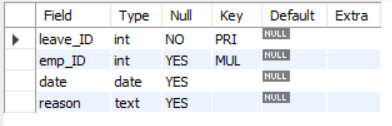 Field Type Null Key Default Extra
leave_ID int NO PRI NULL
emp_ID int YES MUL NULL
date date YES NULL
reason text YES NULL